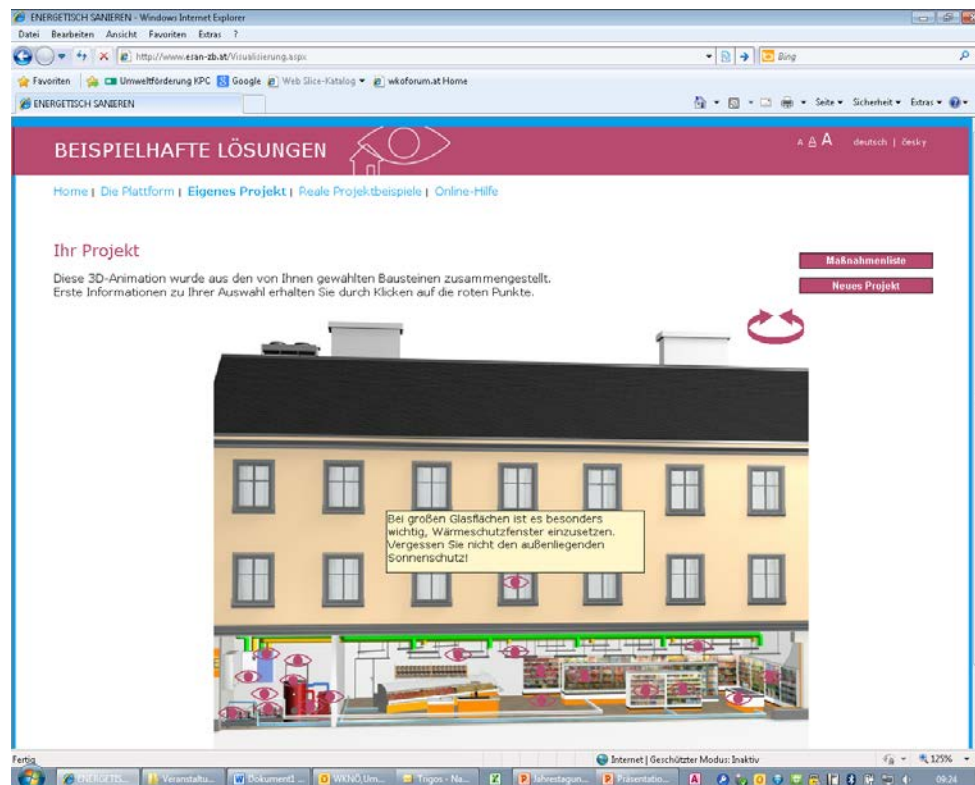 ENERGETISCH SANIEREN - Windows Internet Explorer
Datei Bearbeiten Ansicht Favoriten Extras ?
http://www.esan-zb.at/Visualisierung.aspx
Bing
Favoriten Umweltförderung KPC Google Web Slice-Katalog wkoforum.at Home
ENERGETISCH SANIEREN
Seite Sicherheit Extras
BEISPIELHAFTE LÖSUNGEN
A A A deutsch | česky
Home | Die Plattform | Eigenes Projekt | Reale Projektbeispiele | Online-Hilfe
Ihr Projekt
Maßnahmenliste
Diese 3D-Animation wurde aus den von Ihnen gewählten Bausteinen zusammengestellt.
Erste Informationen zu Ihrer Auswahl erhalten Sie durch Klicken auf die roten Punkte.
Neues Projekt
Bei großen Glasflächen ist es besonders
wichtig, Wärmeschutzfenster einzusetzen.
Vergessen Sie nicht den außenliegenden
Sonnenschutz!
Fertig
Internet | Geschützter Modus: Inaktiv
125%
ENERGETIS... Veranstaltu... Dokument1 ... WKNÖ,Um... Trigos - Na... Jahrestagun... Präsentatio...
09:24